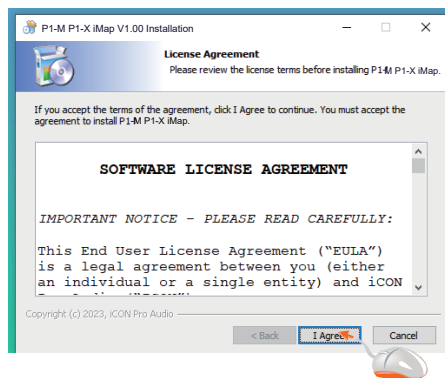 P1-M P1-X iMap V1.00 Installation
License Agreement
Please review the license terms before installing P1-M P1-X iMap.
If you accept the terms of the agreement, click I Agree to continue. You must accept the
agreement to install P1-M P1-X iMap.
SOFTWARE LICENSE AGREEMENT
IMPORTANT NOTICE – PLEASE READ CAREFULLY:
This End User License Agreement (“EULA”)
is a legal agreement between you (either
an individual or a single entity) and iCON
Copyright (c) 2023, iCON Pro Audio
< Back
I Agree
Cancel